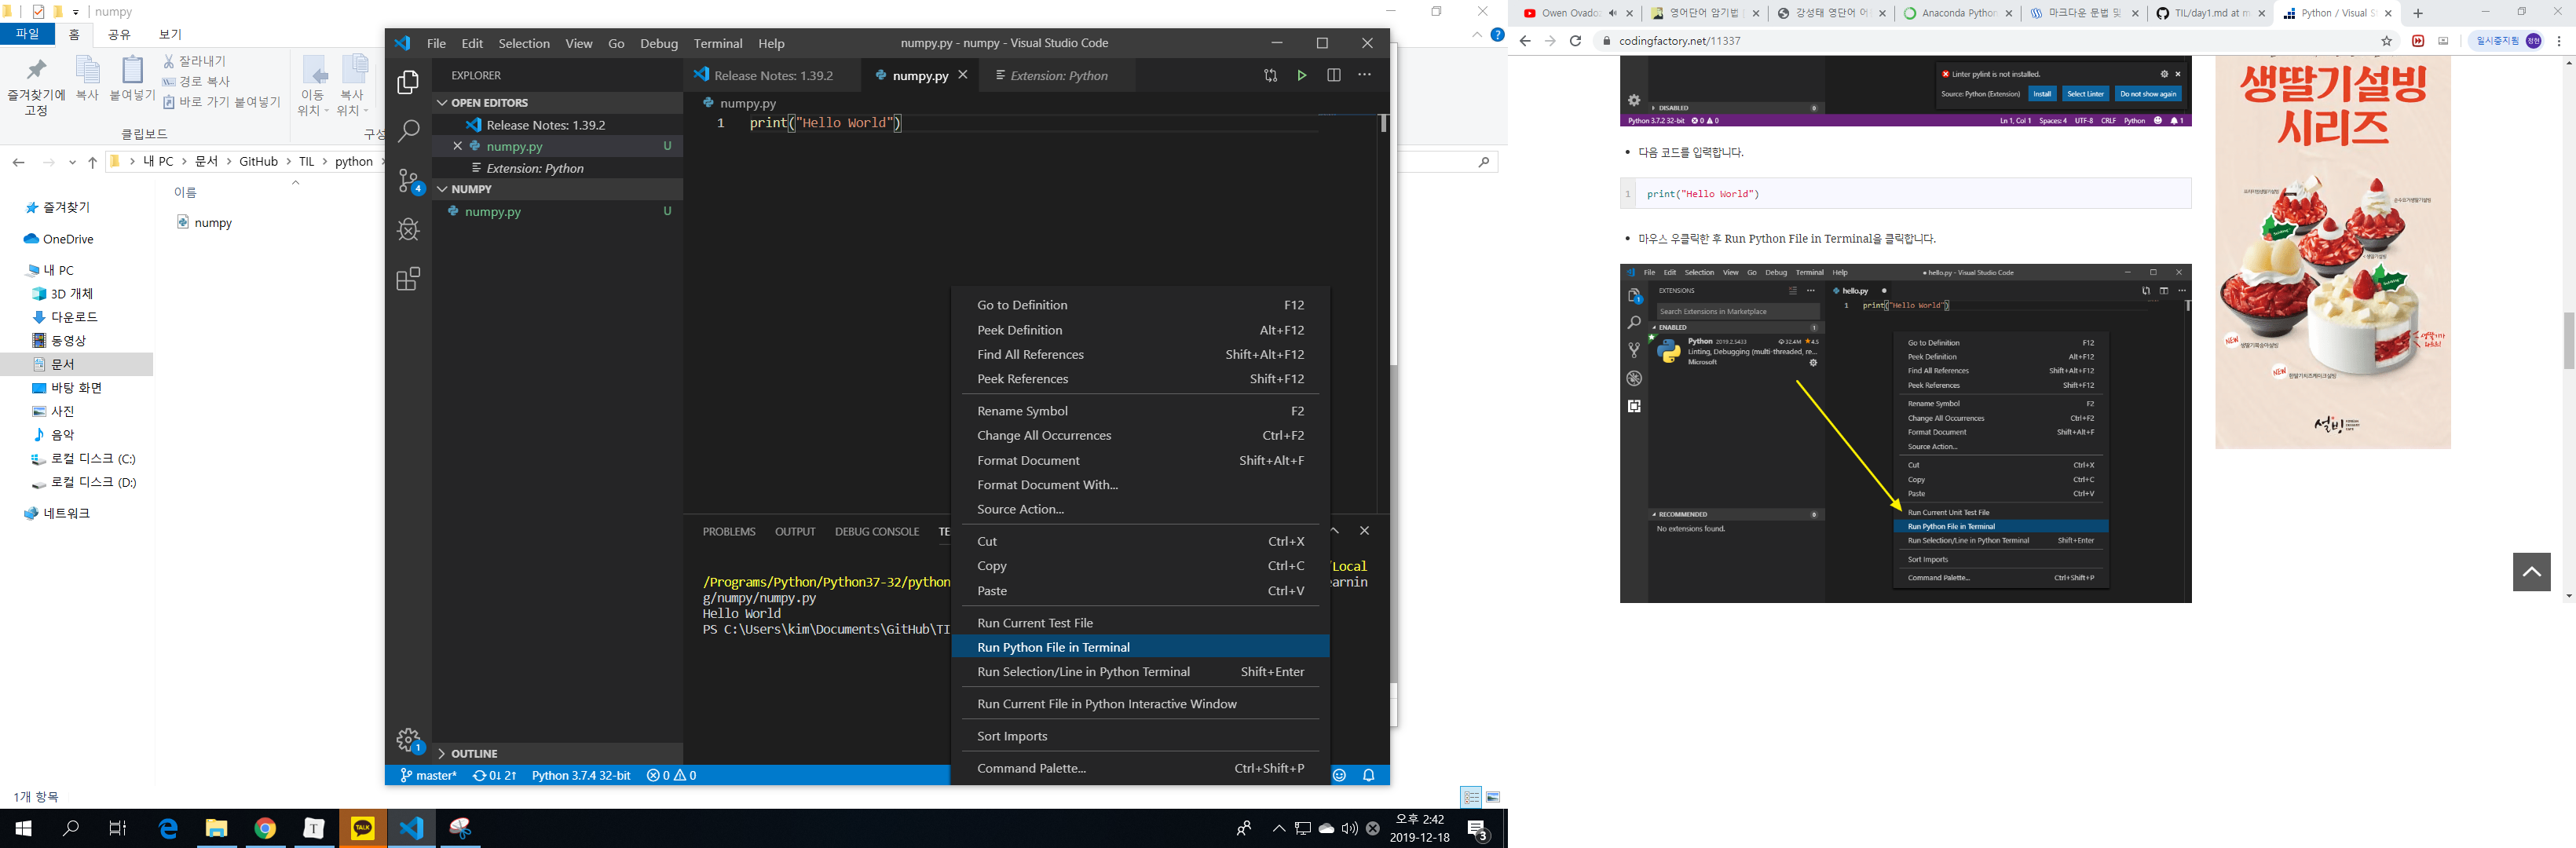 numpy
파일
홈
공유
보기
즐겨찾기에
고정
복사
붙여넣기
잘라내기
경로 복사
바로 가기 붙여넣기
이동
위치
복사
위치
클립보드
구성
내 PC > 문서 > GitHub > TIL > python >
이름
numpy
즐겨찾기
OneDrive
내 PC
3D 개체
다운로드
동영상
문서
바탕 화면
사진
음악
로컬 디스크 (C:)
로컬 디스크 (D:)
네트워크
1개 항목
File Edit Selection View Go Debug Terminal Help
numpy.py - numpy - Visual Studio Code
EXPLORER
OPEN EDITORS
Release Notes: 1.39.2
numpy.py U
Extension: Python
NUMPY
numpy.py U
4
1
OUTLINE
Release Notes: 1.39.2
numpy.py
Extension: Python
numpy.py
1 print("Hello World")
PROBLEMS OUTPUT DEBUG CONSOLE TE
Local
/Programs/Python/Python37-32/python
earnin
g/numpy/numpy.py
Hello World
PS C:\Users\kim\Documents\GitHub\TI
Go to Definition F12
Peek Definition Alt+F12
Find All References Shift+Alt+F12
Peek References Shift+F12
Rename Symbol F2
Change All Occurrences Ctrl+F2
Format Document Shift+Alt+F
Format Document With...
Source Action...
Cut Ctrl+X
Copy Ctrl+C
Paste Ctrl+V
Run Current Test File
Run Python File in Terminal
Run Selection/Line in Python Terminal Shift+Enter
Run Current File in Python Interactive Window
Sort Imports
Command Palette... Ctrl+Shift+P
master* 0↓ 2↑ Python 3.7.4 32-bit 0 0
TALK
오후 2:42
2019-12-18
3
Owen Ovadoz
영어단어 암기법
강성태 영단어 어
Anaconda Python
마크다운 문법 및
TIL/day1.md at m
Python / Visual St
codingfactory.net/11337
일시중지됨
Linter pylint is not installed.
Source: Python (Extension) Install Select Linter Do not show again
DISABLED 0
Python 3.7.2 32-bit 0 0 Ln 1, Col 1 Spaces: 4 UTF-8 CRLF Python 1
다음 코드를 입력합니다.
1 print("Hello World")
마우스 우클릭한 후 Run Python File in Terminal을 클릭합니다.
File Edit Selection View Go Debug Terminal Help
● hello.py - Visual Studio Code
EXTENSIONS
Search Extensions in Marketplace
ENABLED 1
Python 2019.2.5433 32.4M 4.5
Linting, Debugging (multi-threaded, re...
Microsoft
RECOMMENDED 0
No extensions found.
hello.py
1 print("Hello World")
Go to Definition F12
Peek Definition Alt+F12
Find All References Shift+Alt+F12
Peek References Shift+F12
Rename Symbol F2
Change All Occurrences Ctrl+F2
Format Document Shift+Alt+F
Source Action...
Cut Ctrl+X
Copy Ctrl+C
Paste Ctrl+V
Run Current Unit Test File
Run Python File in Terminal
Run Selection/Line in Python Terminal Shift+Enter
Sort Imports
Command Palette... Ctrl+Shift+P
생딸기설빙
시리즈
NEW
NEW
설빙